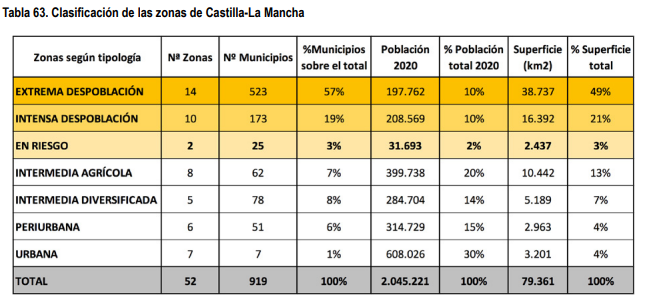 Tabla 63. Clasificación de las zonas de Castilla-La Mancha
Zonas según tipología Nª Zonas Nº Municipios %Municipios sobre el total Población 2020 % Población total 2020 Superficie (km2) % Superficie total
EXTREMA DESPOBLACIÓN 14 523 57% 197.762 10% 38.737 49%
INTENSA DESPOBLACIÓN 10 173 19% 208.569 10% 16.392 21%
EN RIESGO 2 25 3% 31.693 2% 2.437 3%
INTERMEDIA AGRÍCOLA 8 62 7% 399.738 20% 10.442 13%
INTERMEDIA DIVERSIFICADA 5 78 8% 284.704 14% 5.189 7%
PERIURBANA 6 51 6% 314.729 15% 2.963 4%
URBANA 7 7 1% 608.026 30% 3.201 4%
TOTAL 52 919 100% 2.045.221 100% 79.361 100%